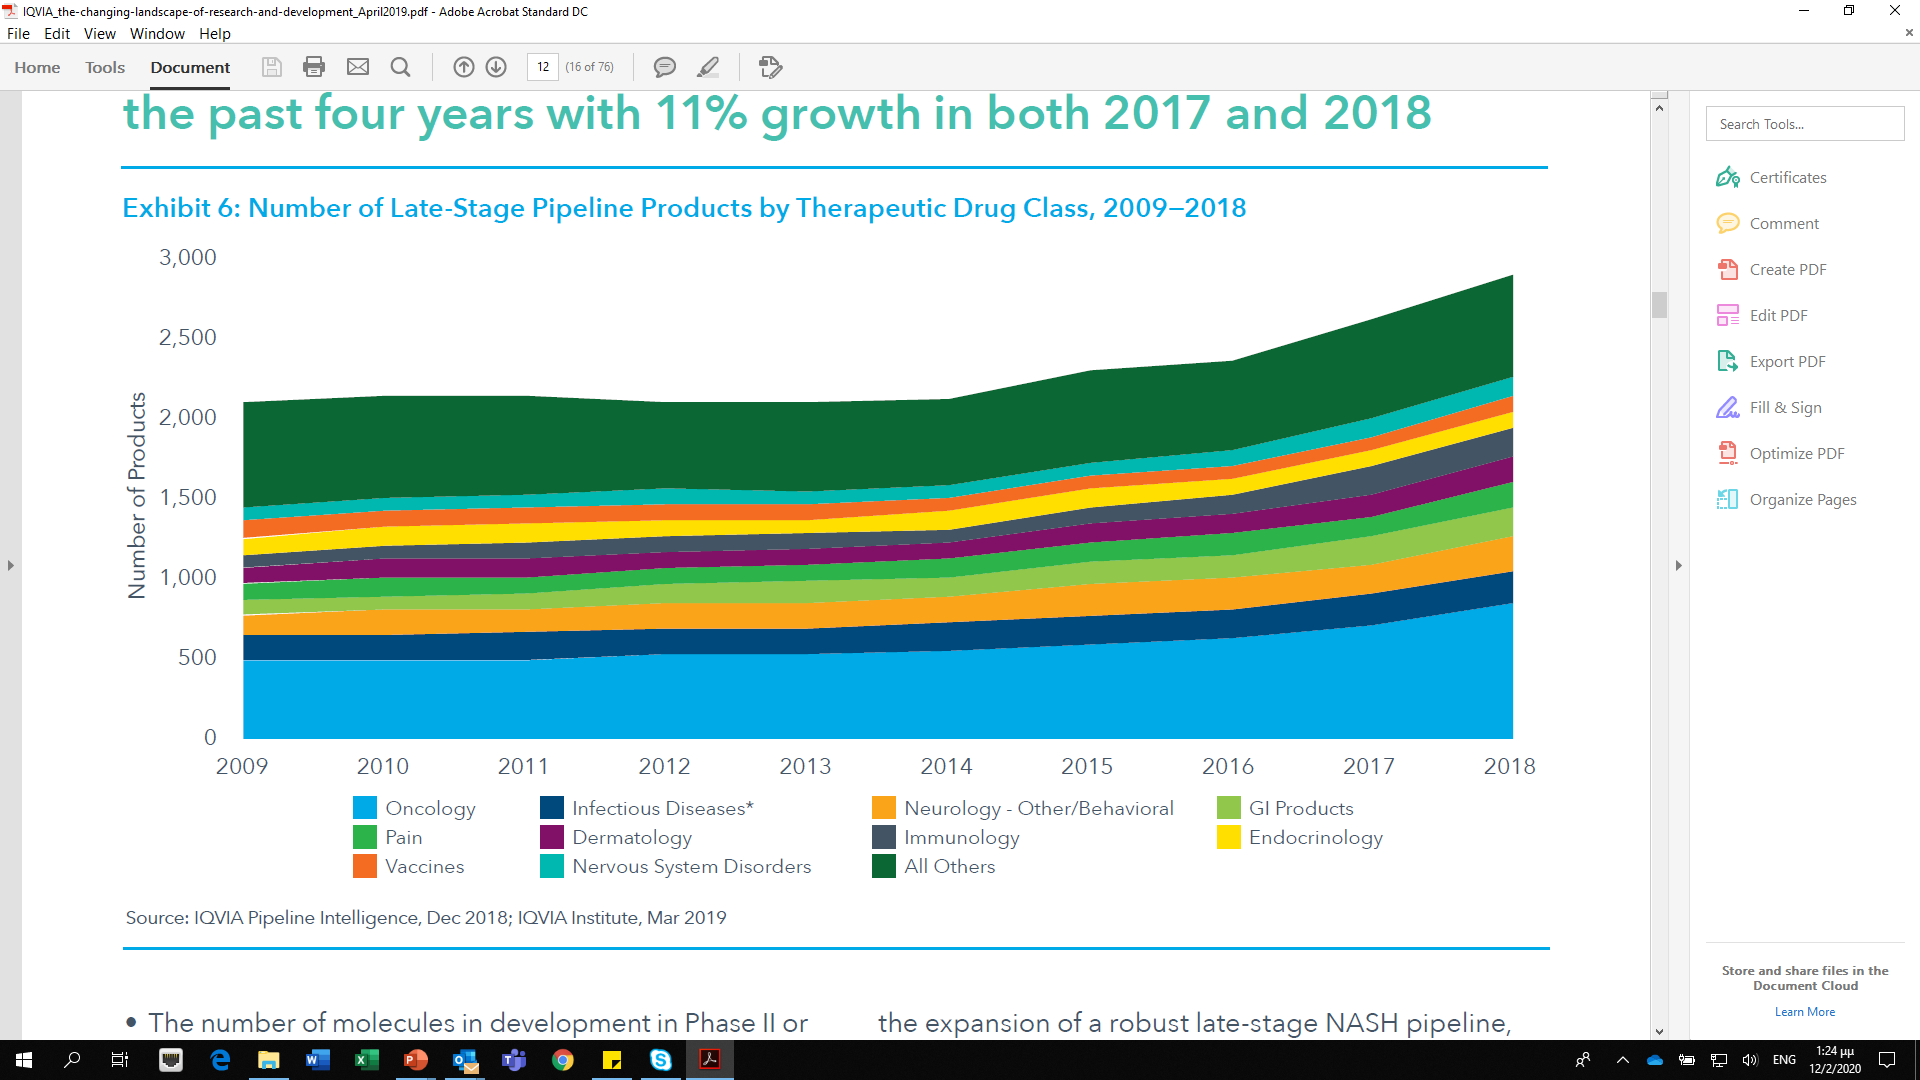 IQVIA_the-changing-landscape-of-research-and-development_April2019.pdf - Adobe Acrobat Standard DC
File Edit View Window Help
Home Tools Document 12 (16 of 76)
the past four years with 11% growth in both 2017 and 2018
Exhibit 6: Number of Late-Stage Pipeline Products by Therapeutic Drug Class, 2009–2018
Number of Products
3,000
2,500
2,000
1,500
1,000
500
0
2009 2010 2011 2012 2013 2014 2015 2016 2017 2018
Oncology Infectious Diseases* Neurology - Other/Behavioral GI Products
Pain Dermatology Immunology Endocrinology
Vaccines Nervous System Disorders All Others
Source: IQVIA Pipeline Intelligence, Dec 2018; IQVIA Institute, Mar 2019
• The number of molecules in development in Phase II or
the expansion of a robust late-stage NASH pipeline,
Search Tools...
Certificates
Comment
Create PDF
Edit PDF
Export PDF
Fill & Sign
Optimize PDF
Organize Pages
Store and share files in the
Document Cloud
Learn More
ENG
1:24 μμ
12/2/2020